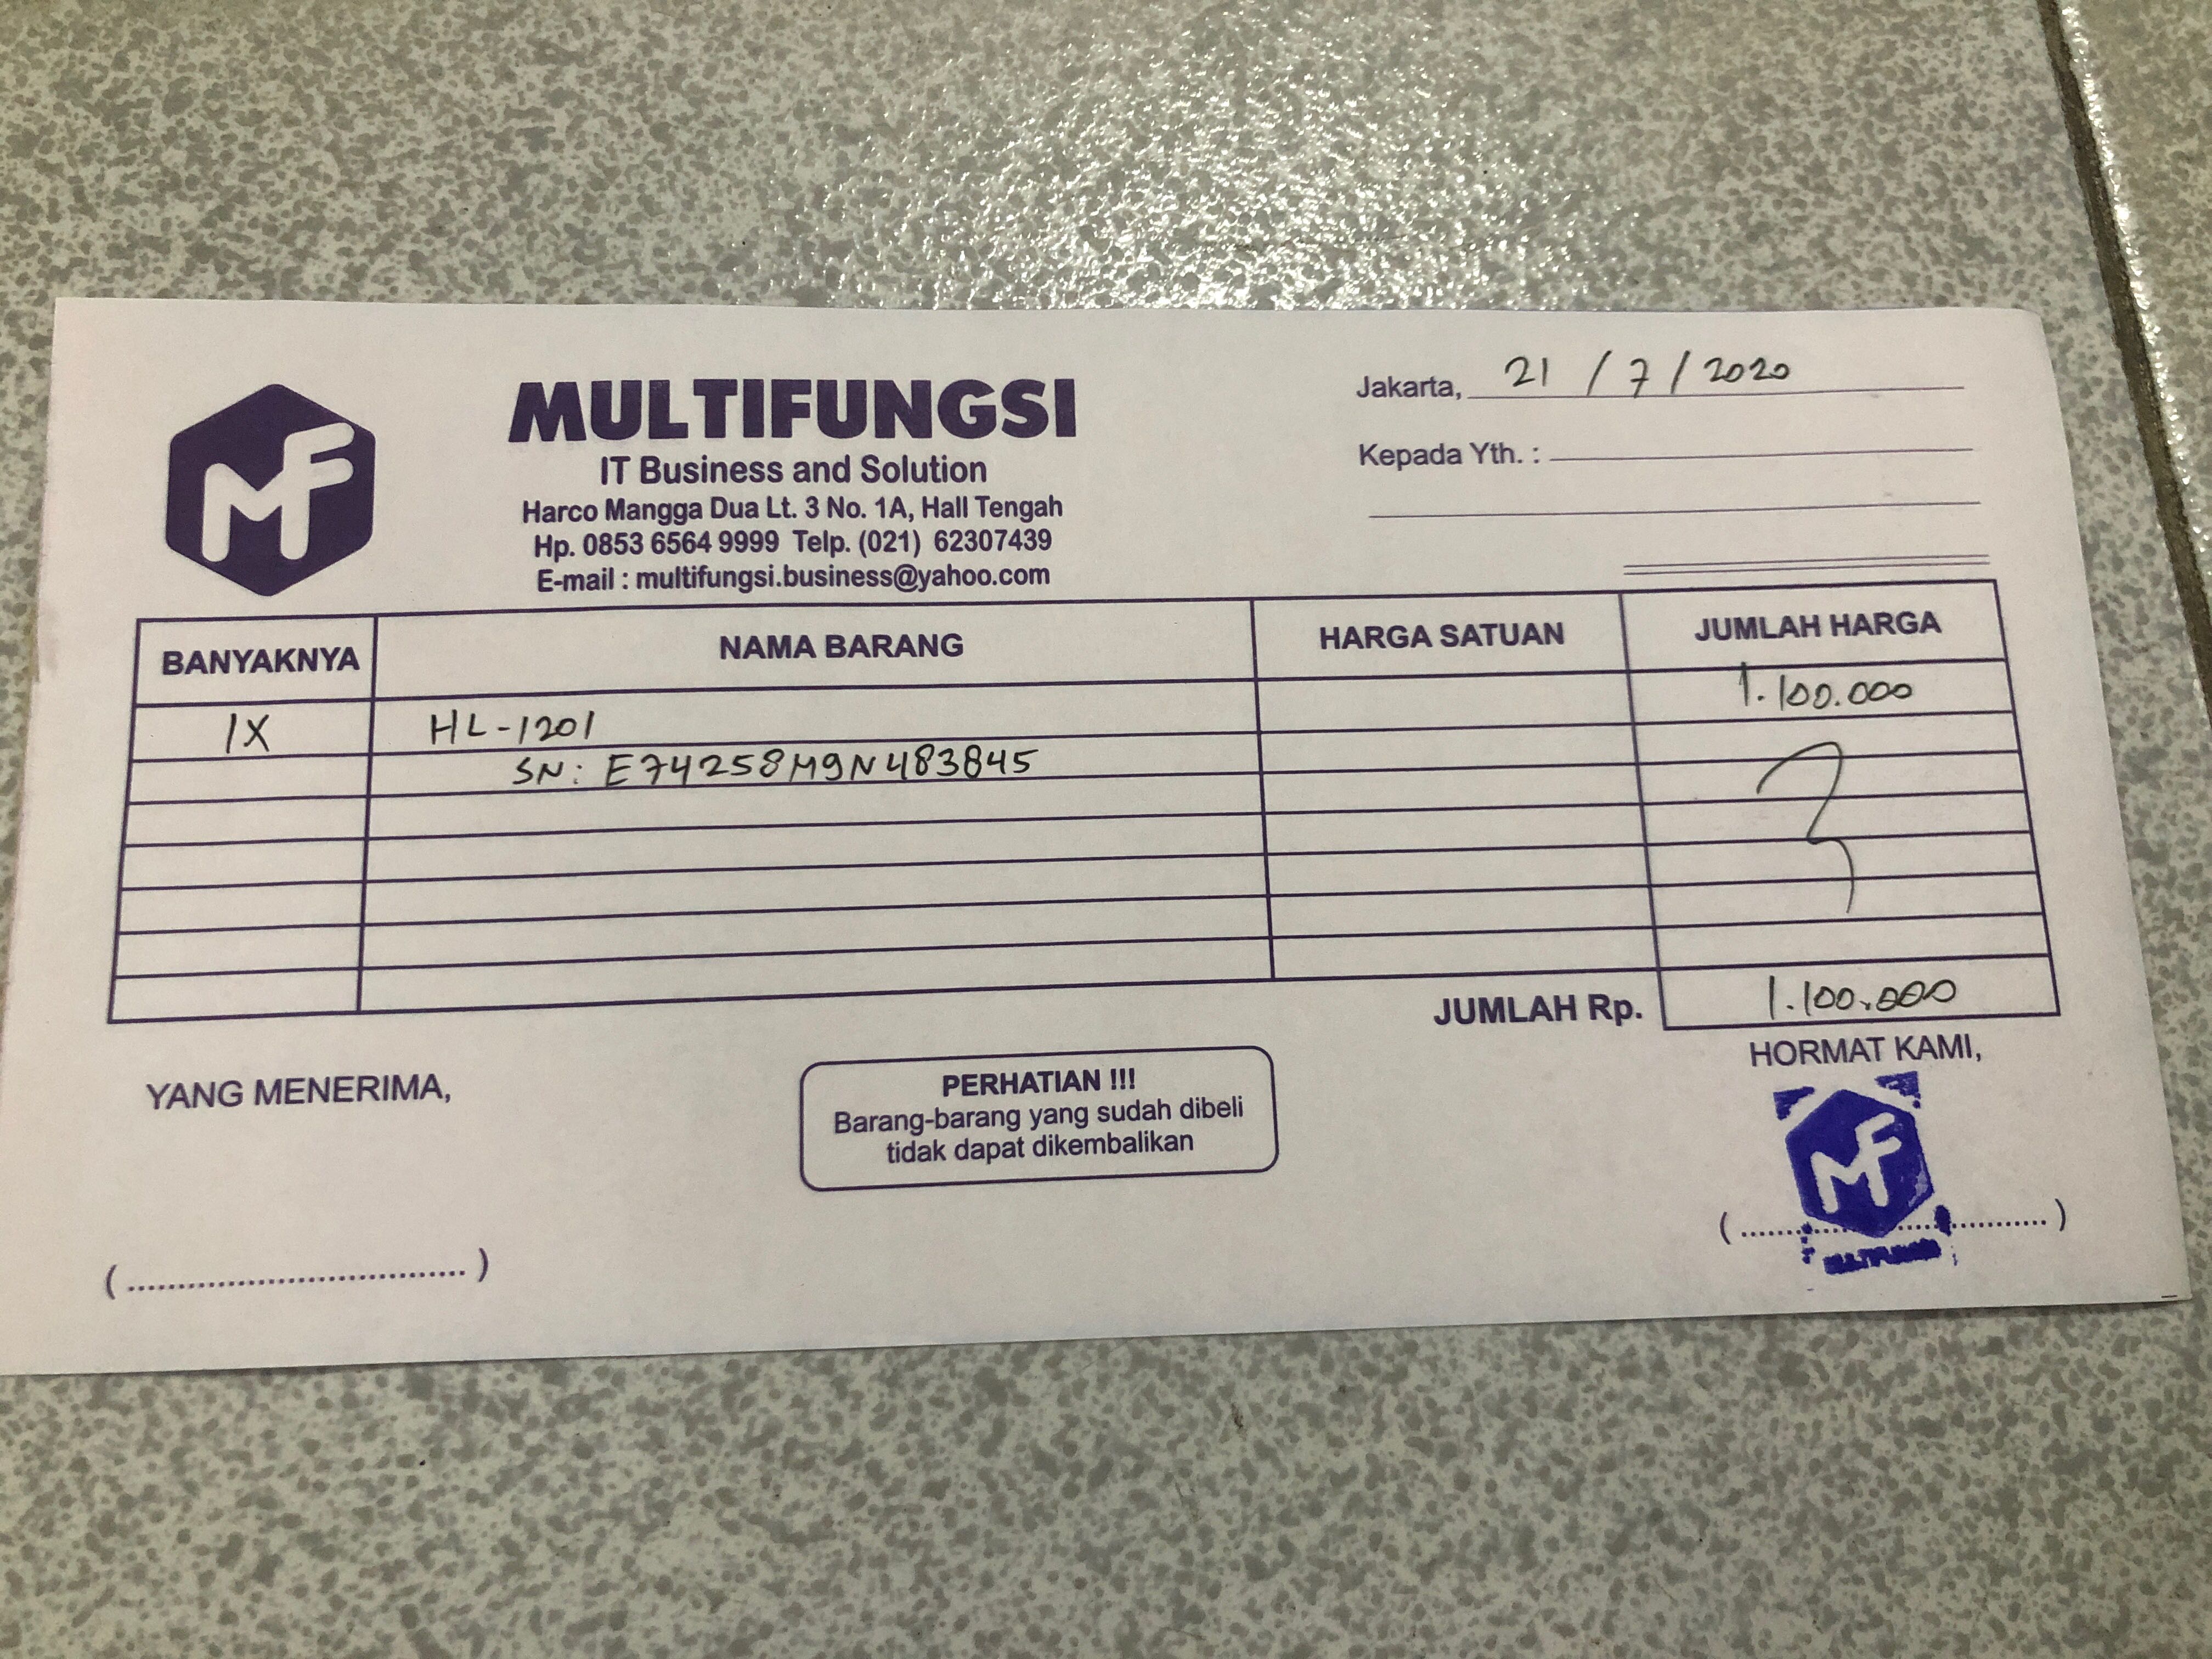 MF
MULTIFUNGSI
IT Business and Solution
Harco Mangga Dua Lt. 3 No. 1A, Hall Tengah
Hp. 0853 6564 9999 Telp. (021) 62307439
E-mail : multifungsi.business@yahoo.com
Jakarta, 21 / 7 / 2020
Kepada Yth. :
BANYAKNYA NAMA BARANG HARGA SATUAN JUMLAH HARGA
1X HL-1201 1.100.000
SN: E74258M9N483845
JUMLAH Rp. 1.100.000
YANG MENERIMA,
PERHATIAN !!!
Barang-barang yang sudah dibeli
tidak dapat dikembalikan
HORMAT KAMI,
MF
MULTIFUNGSI
(..................................)
(..................................)